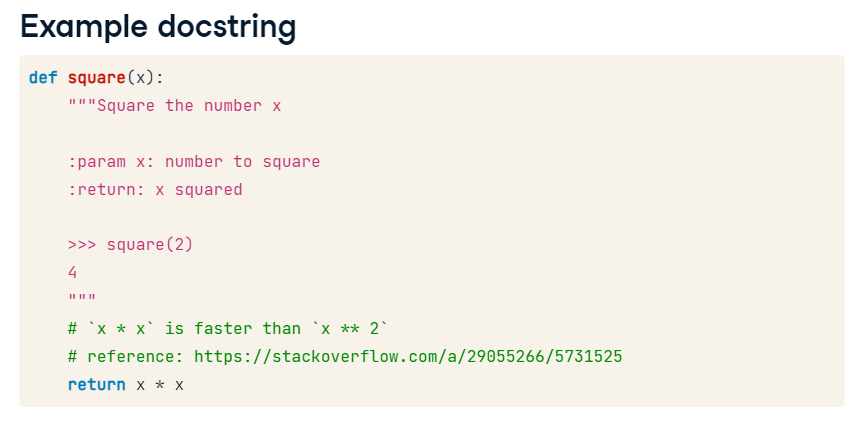 Example docstring
def square(x):
    """Square the number x
    :param x: number to square
    :return: x squared
    >>> square(2)
    4
    """
    # `x * x` is faster than `x ** 2`
    # reference: https://stackoverflow.com/a/29055266/5731525
    return x * x